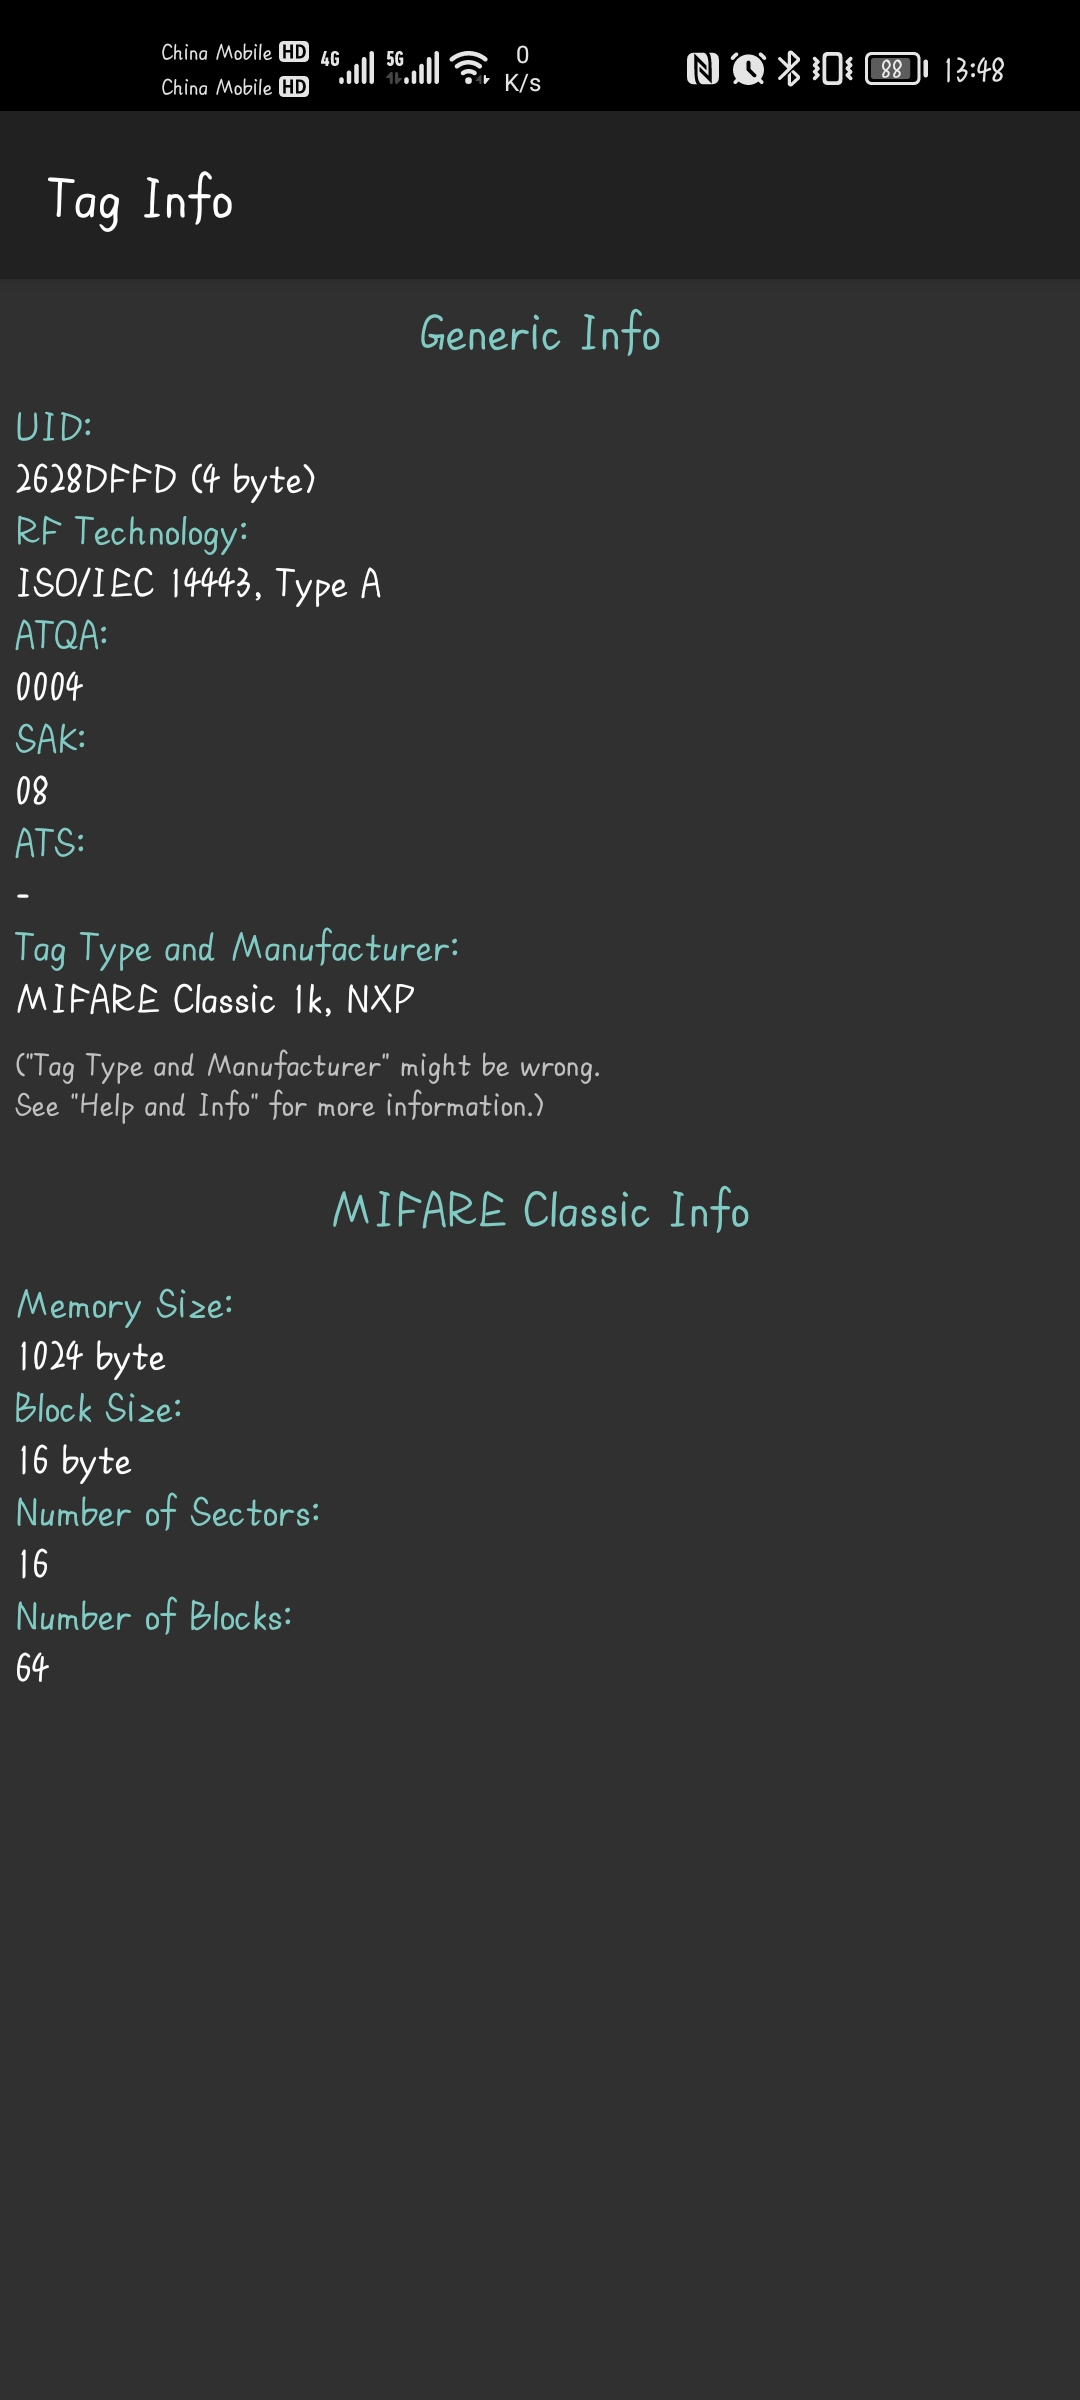 China Mobile HD
China Mobile HD
4G
5G
0
K/s
88
13:48
Tag Info
Generic Info
UID:
2628DFFD (4 byte)
RF Technology:
ISO/IEC 14443, Type A
ATQA:
0004
SAK:
08
ATS:
-
Tag Type and Manufacturer:
MIFARE Classic 1k, NXP
("Tag Type and Manufacturer" might be wrong.
See "Help and Info" for more information.)
MIFARE Classic Info
Memory Size:
1024 byte
Block Size:
16 byte
Number of Sectors:
16
Number of Blocks:
64